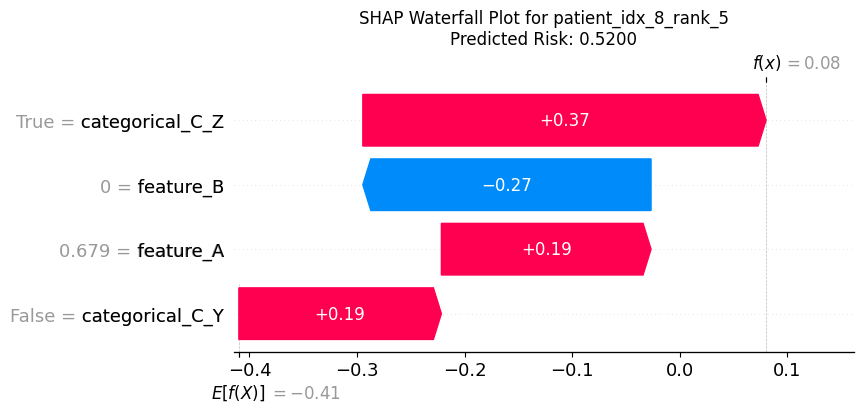 SHAP Waterfall Plot for patient_idx_8_rank_5
Predicted Risk: 0.5200
f(x) = 0.08
True = categorical_C_Z
+0.37
0 = feature_B
−0.27
0.679 = feature_A
+0.19
False = categorical_C_Y
+0.19
−0.4 −0.3 −0.2 −0.1 0.0 0.1
E[f(X)] = −0.41